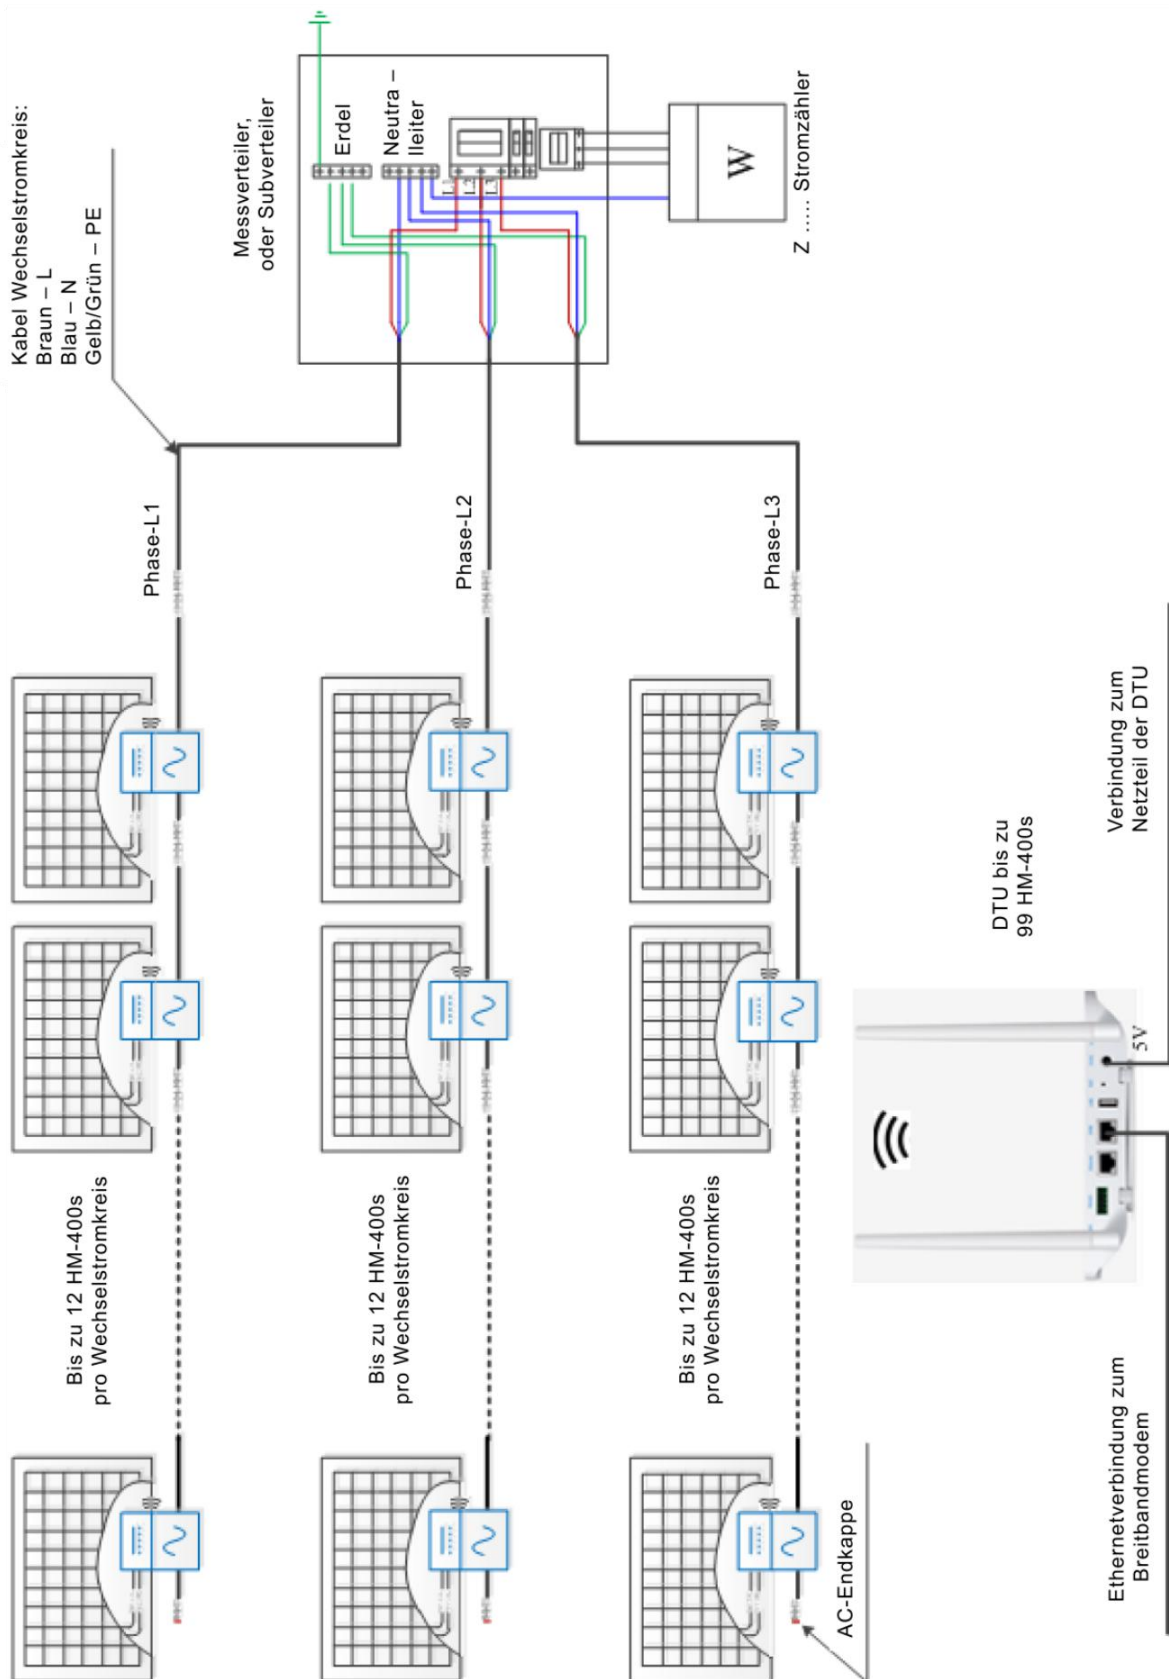 Kabel Wechselstromkreis:
Braun – L
Blau – N
Gelb/Grün – PE
Messverteiler,
oder Subverteiler
Erdel
Neutra –
lleiter
L1
L2
L3
W
Z ..... Stromzähler
Phase-L1
Phase-L2
Phase-L3
Bis zu 12 HM-400s
pro Wechselstromkreis
Bis zu 12 HM-400s
pro Wechselstromkreis
Bis zu 12 HM-400s
pro Wechselstromkreis
AC-Endkappe
DTU bis zu
99 HM-400s
5V
Verbindung zum
Netzteil der DTU
Ethernetverbindung zum
Breitbandmodem